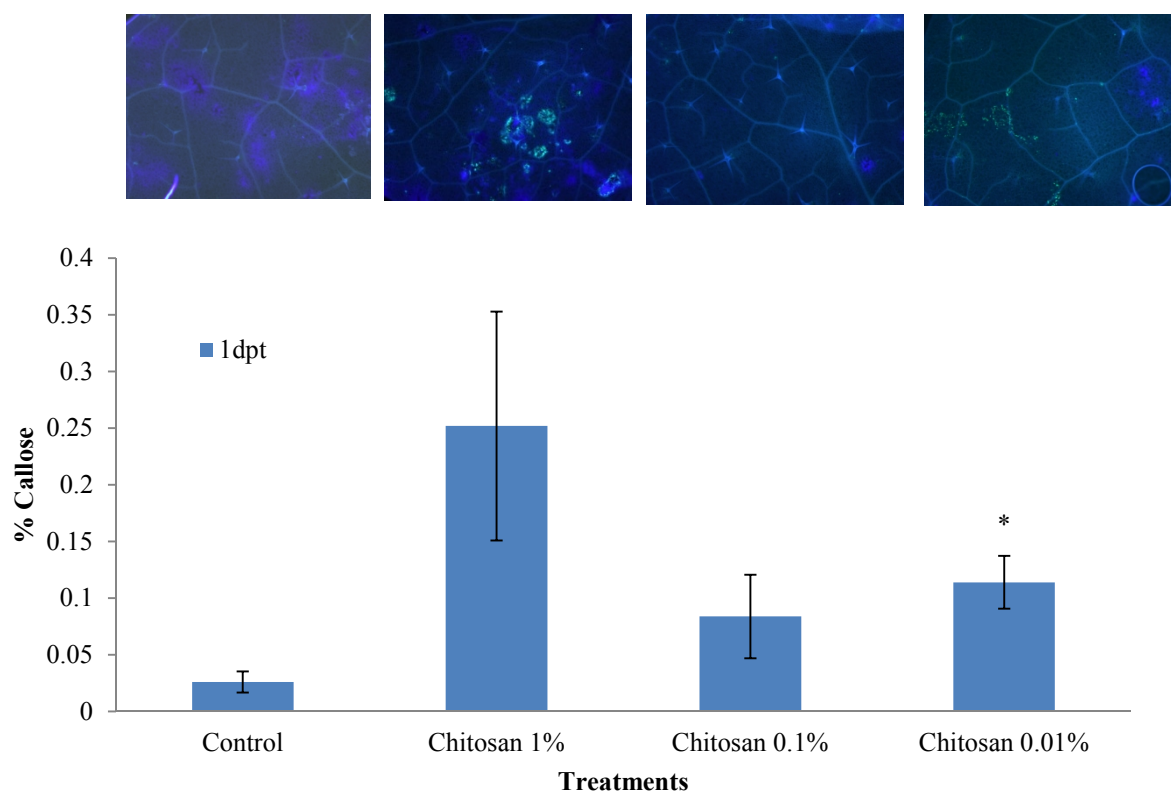 0.4
0.35
0.3
0.25
0.2
0.15
0.1
0.05
0
% Callose
1dpt
*
Control Chitosan 1% Chitosan 0.1% Chitosan 0.01%
Treatments